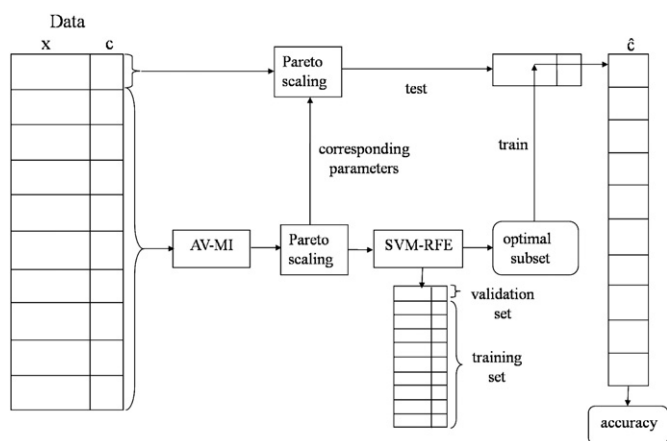 Data
x c
ĉ
Pareto
scaling
test
corresponding
parameters
train
AV-MI
Pareto
scaling
SVM-RFE
optimal
subset
validation
set
training
set
accuracy